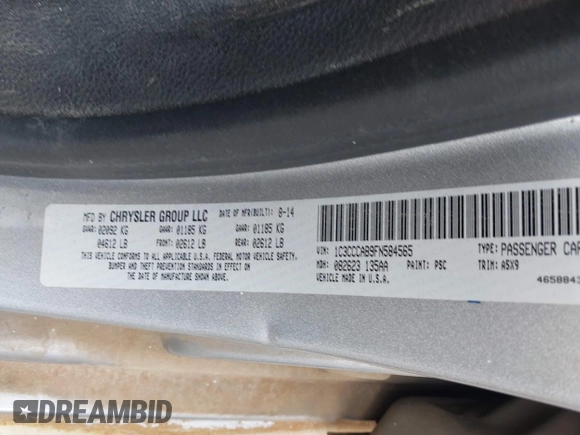 MFD BY CHRYSLER GROUP LLC
DATE OF MFR(BUILT): 8-14
GVWR: 02092 KG GAWR: 01185 KG GAWR: 01185 KG
04612 LB FRONT: 02612 LB REAR: 02612 LB
THIS VEHICLE CONFORMS TO ALL APPLICABLE U.S.A. FEDERAL MOTOR VEHICLE SAFETY,
BUMPER AND THEFT PREVENTION STANDARDS IN EFFECT ON
THE DATE OF MANUFACTURE SHOWN ABOVE.
VIN: 1C3CCCAB9FN584565 TYPE: PASSENGER CAR
MDH: 082623 135AA PAINT: PSC TRIM: A5X9
VEHICLE MADE IN U.S.A.
DREAMBID